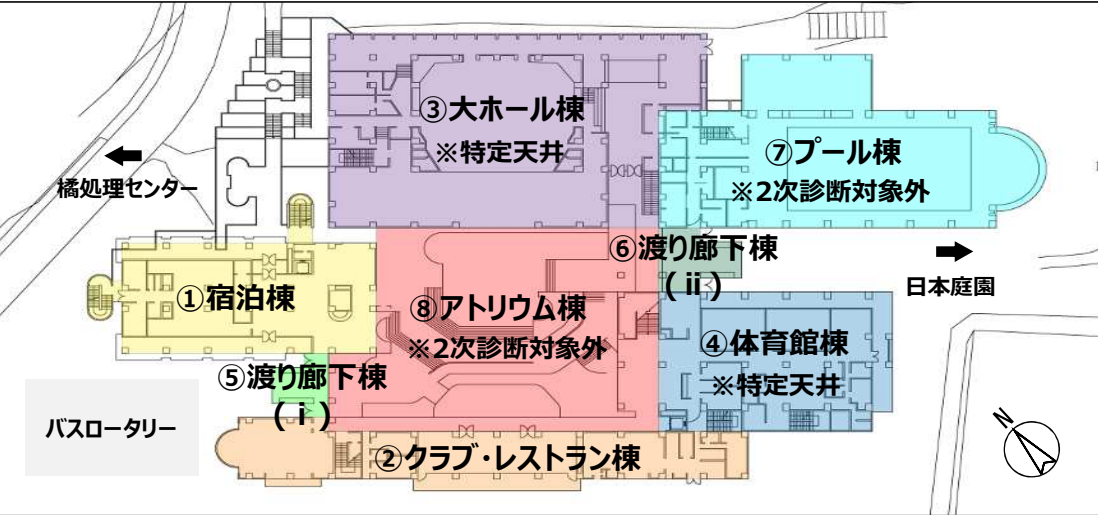 ③大ホール棟
※特定天井
⑦プール棟
※2次診断対象外
橘処理センター
⑥渡り廊下棟
(ⅱ)
日本庭園
①宿泊棟
⑧アトリウム棟
※2次診断対象外
④体育館棟
※特定天井
⑤渡り廊下棟
(ⅰ)
バスロータリー
②クラブ・レストラン棟
N